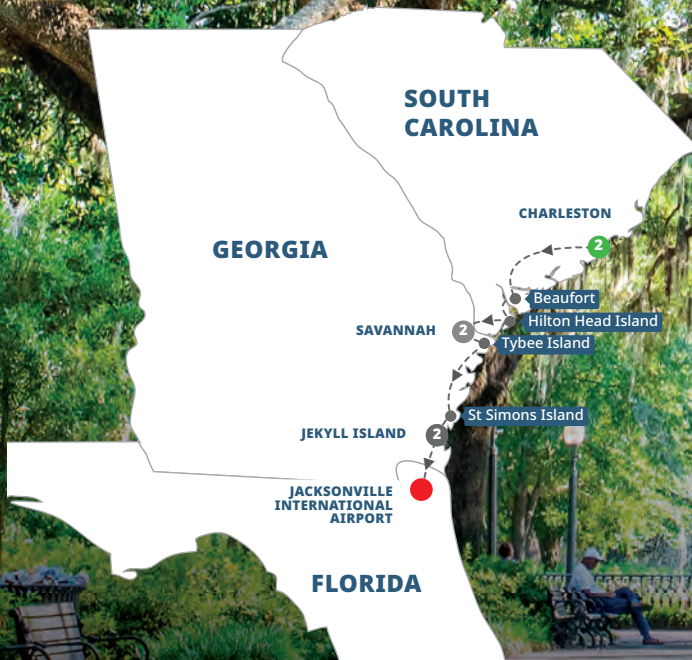 SOUTH
CAROLINA
CHARLESTON
2
GEORGIA
Beaufort
Hilton Head Island
SAVANNAH
2
Tybee Island
St Simons Island
JEKYLL ISLAND
2
JACKSONVILLE
INTERNATIONAL
AIRPORT
FLORIDA